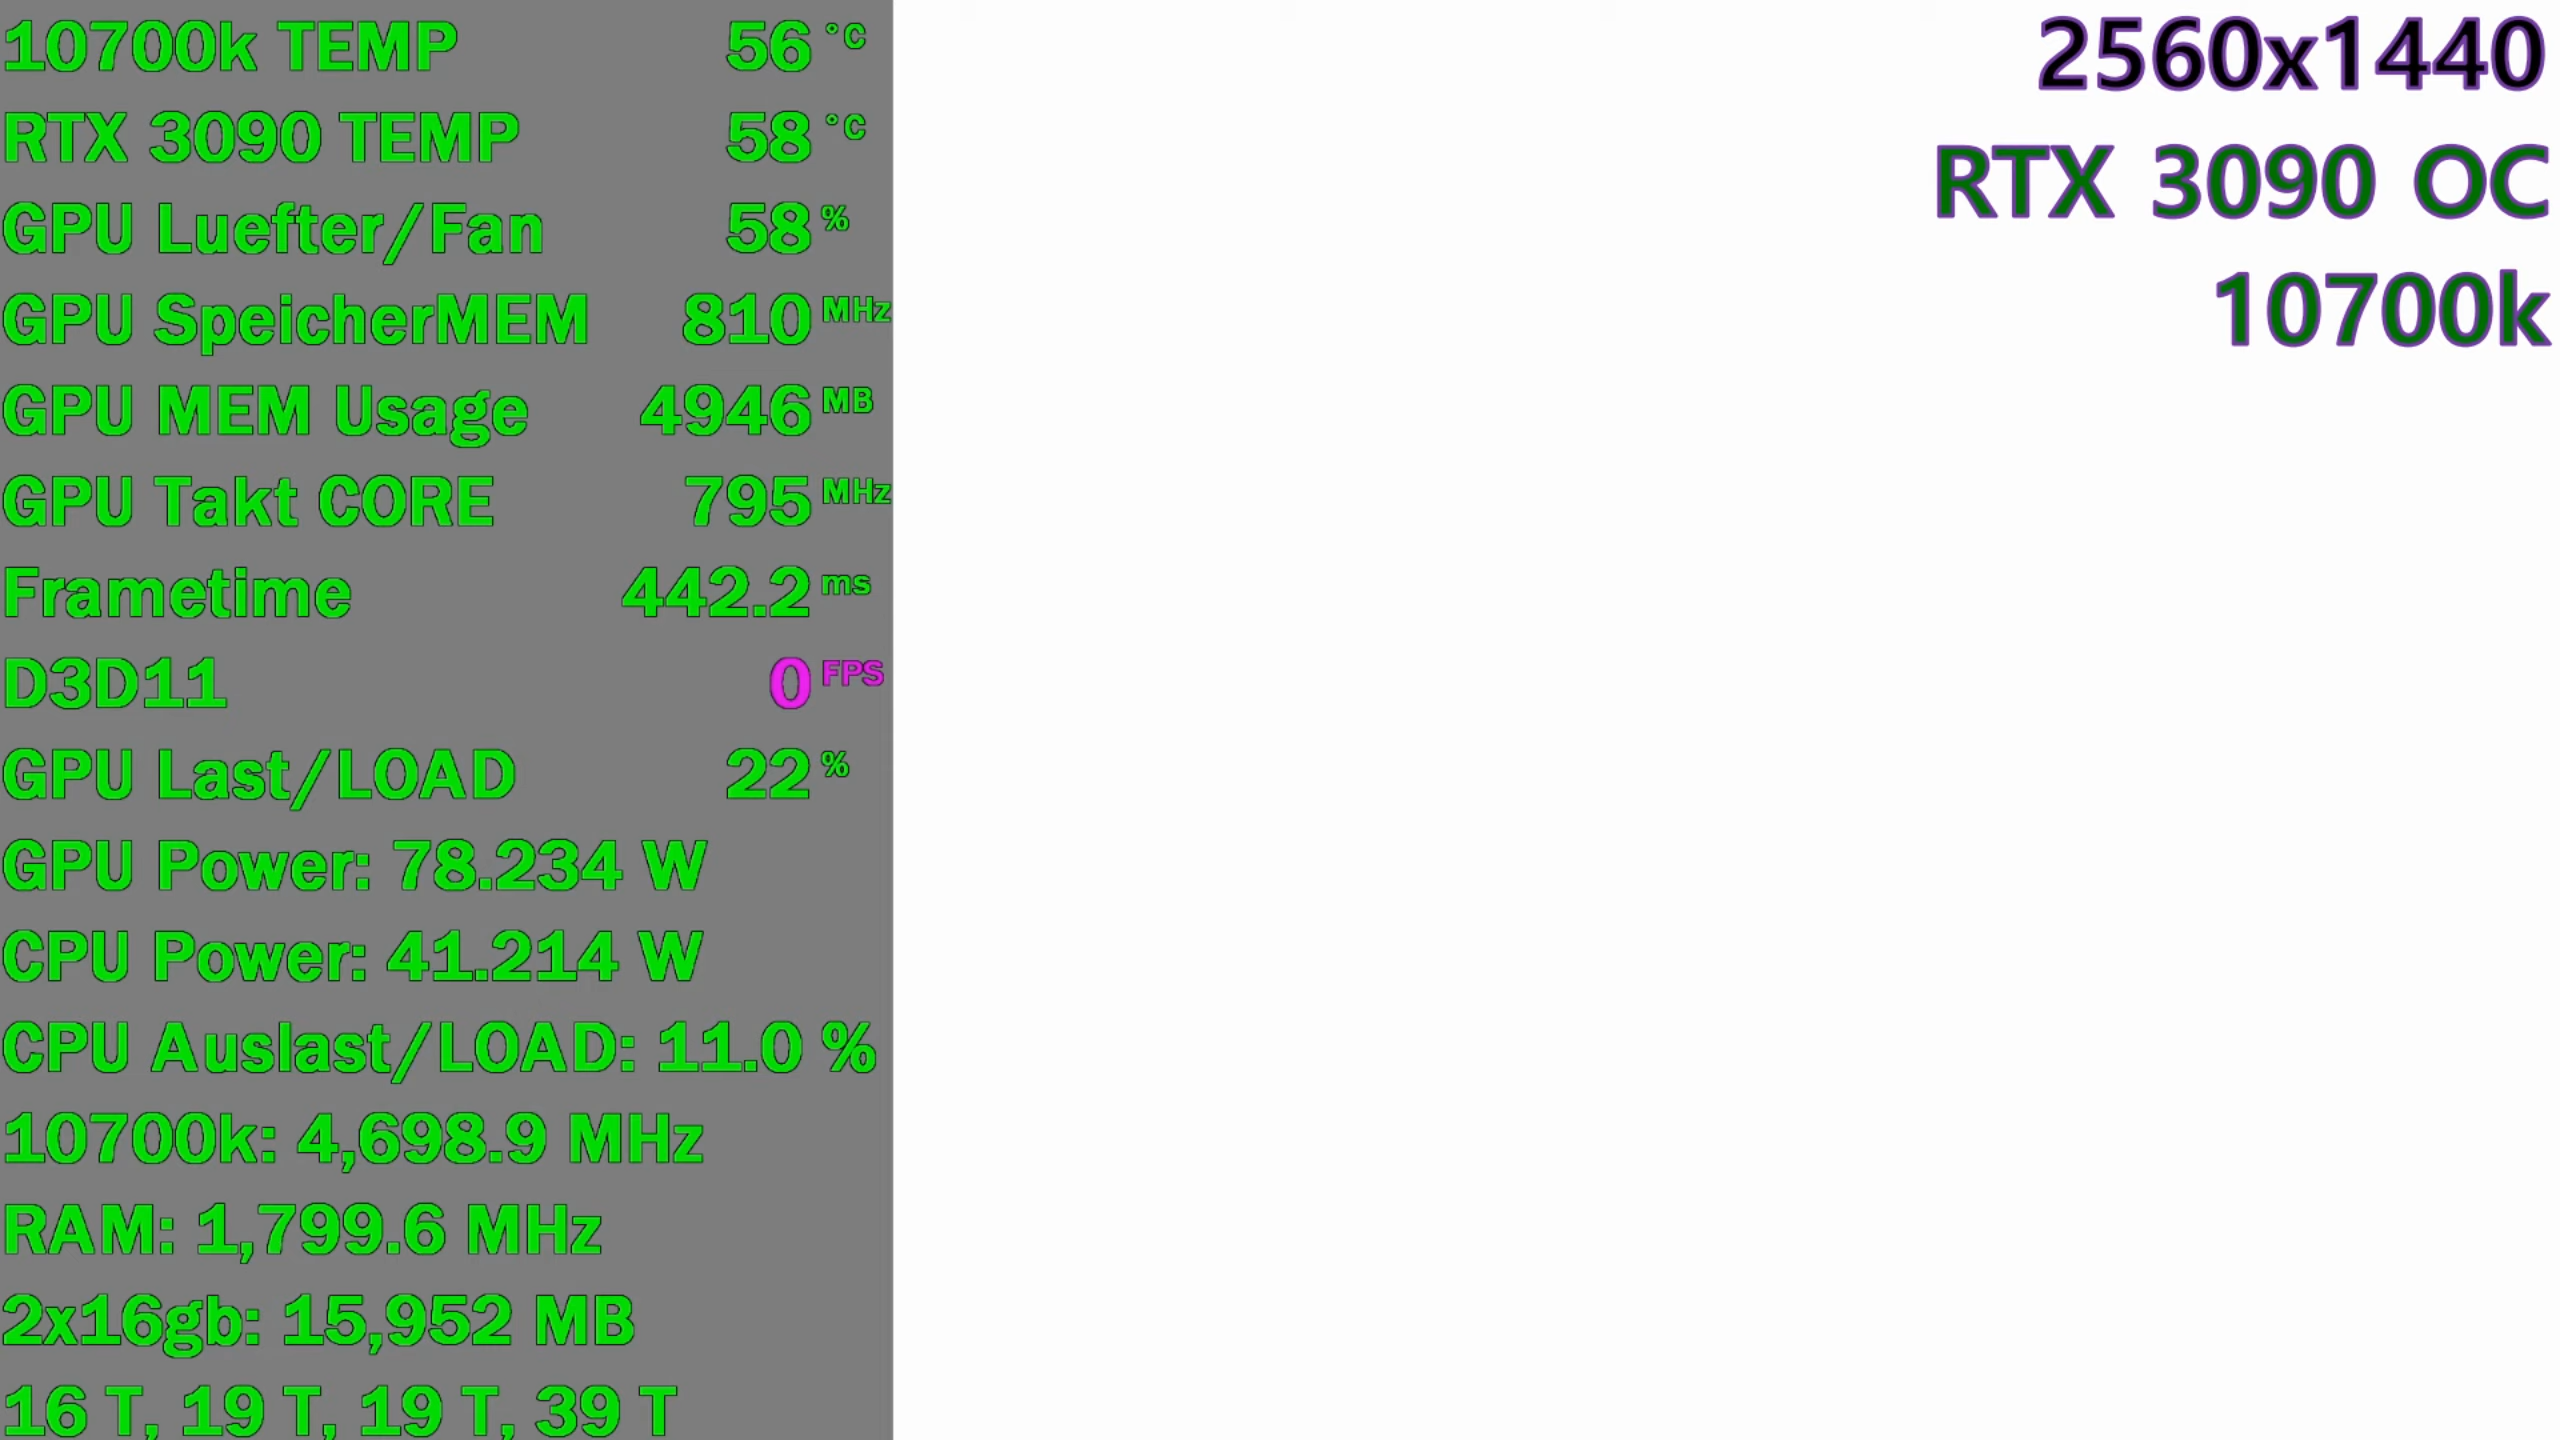 10700k TEMP 56 °C
RTX 3090 TEMP 58 °C
GPU Luefter/Fan 58 %
GPU SpeicherMEM 810 MHz
GPU MEM Usage 4946 MB
GPU Takt CORE 795 MHz
Frametime 442.2 ms
D3D11 0 FPS
GPU Last/LOAD 22 %
GPU Power: 78.234 W
CPU Power: 41.214 W
CPU Auslast/LOAD: 11.0 %
10700k: 4,698.9 MHz
RAM: 1,799.6 MHz
2x16gb: 15,952 MB
16 T, 19 T, 19 T, 39 T
2560x1440
RTX 3090 OC
10700k